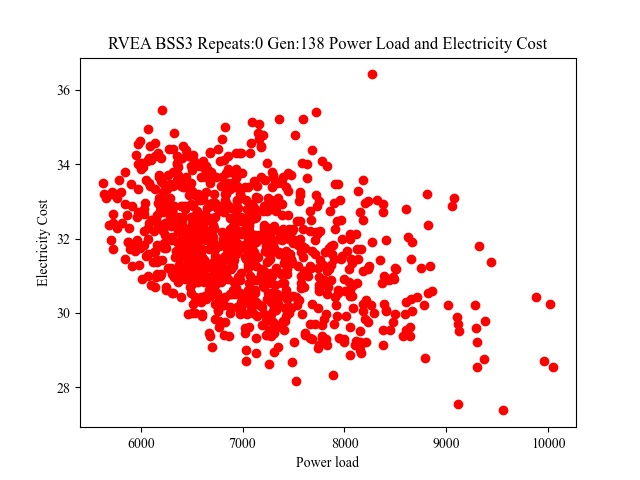 RVEA BSS3 Repeats:0 Gen:138 Power Load and Electricity Cost
36
34
32
30
28
Electricity Cost
6000 7000 8000 9000 10000
Power load